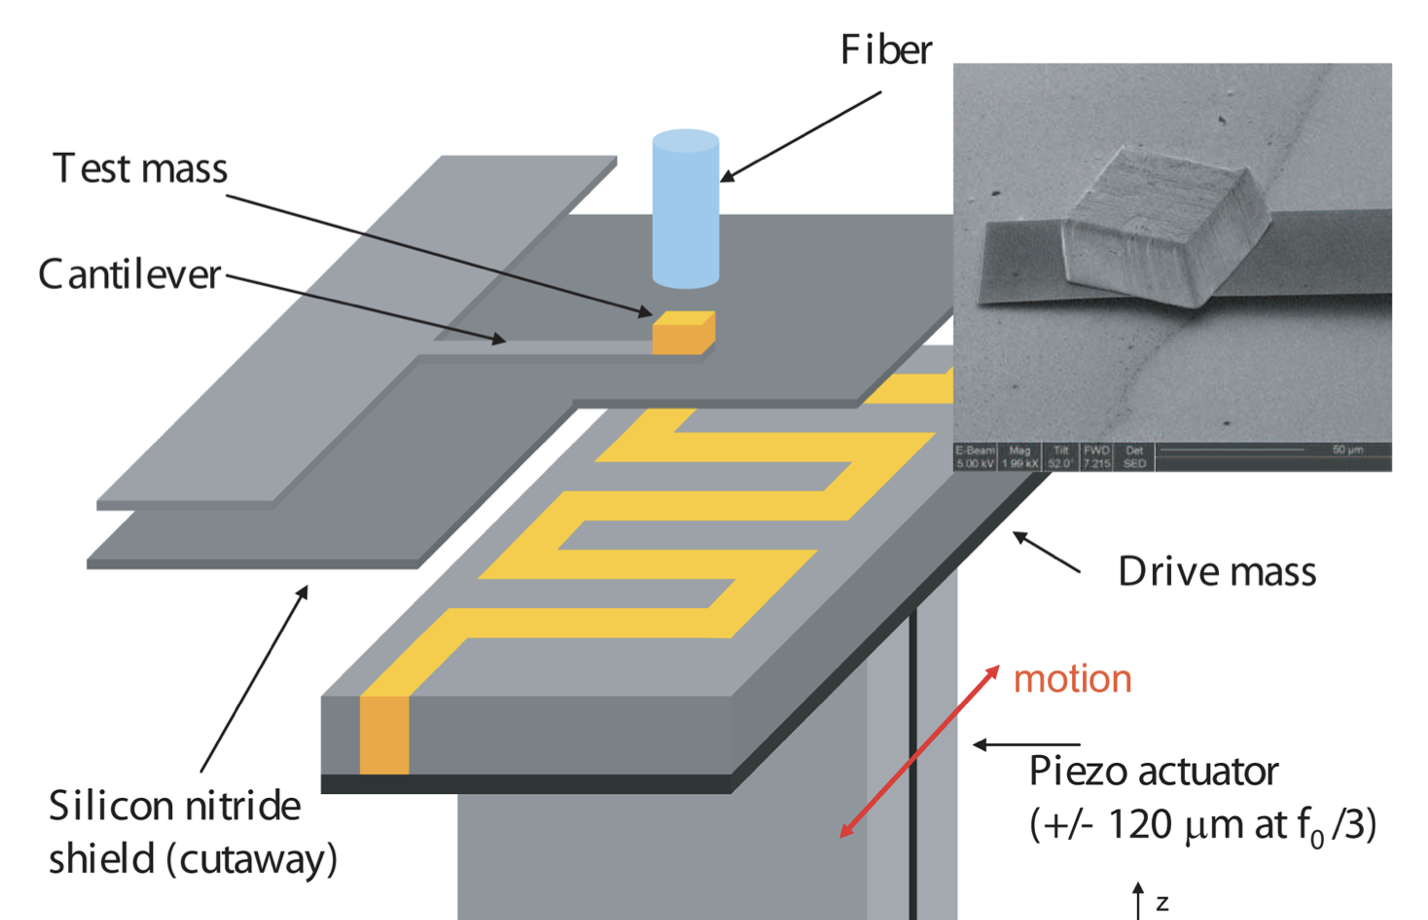 Fiber
Test mass
Cantilever
E-Beam Mag Tilt FWD Det 50 µm
5.00 kV 1.99 kX 52.0° 7.215 SED
Drive mass
motion
Piezo actuator
(+/- 120 µm at f0/3)
Silicon nitride
shield (cutaway)
z